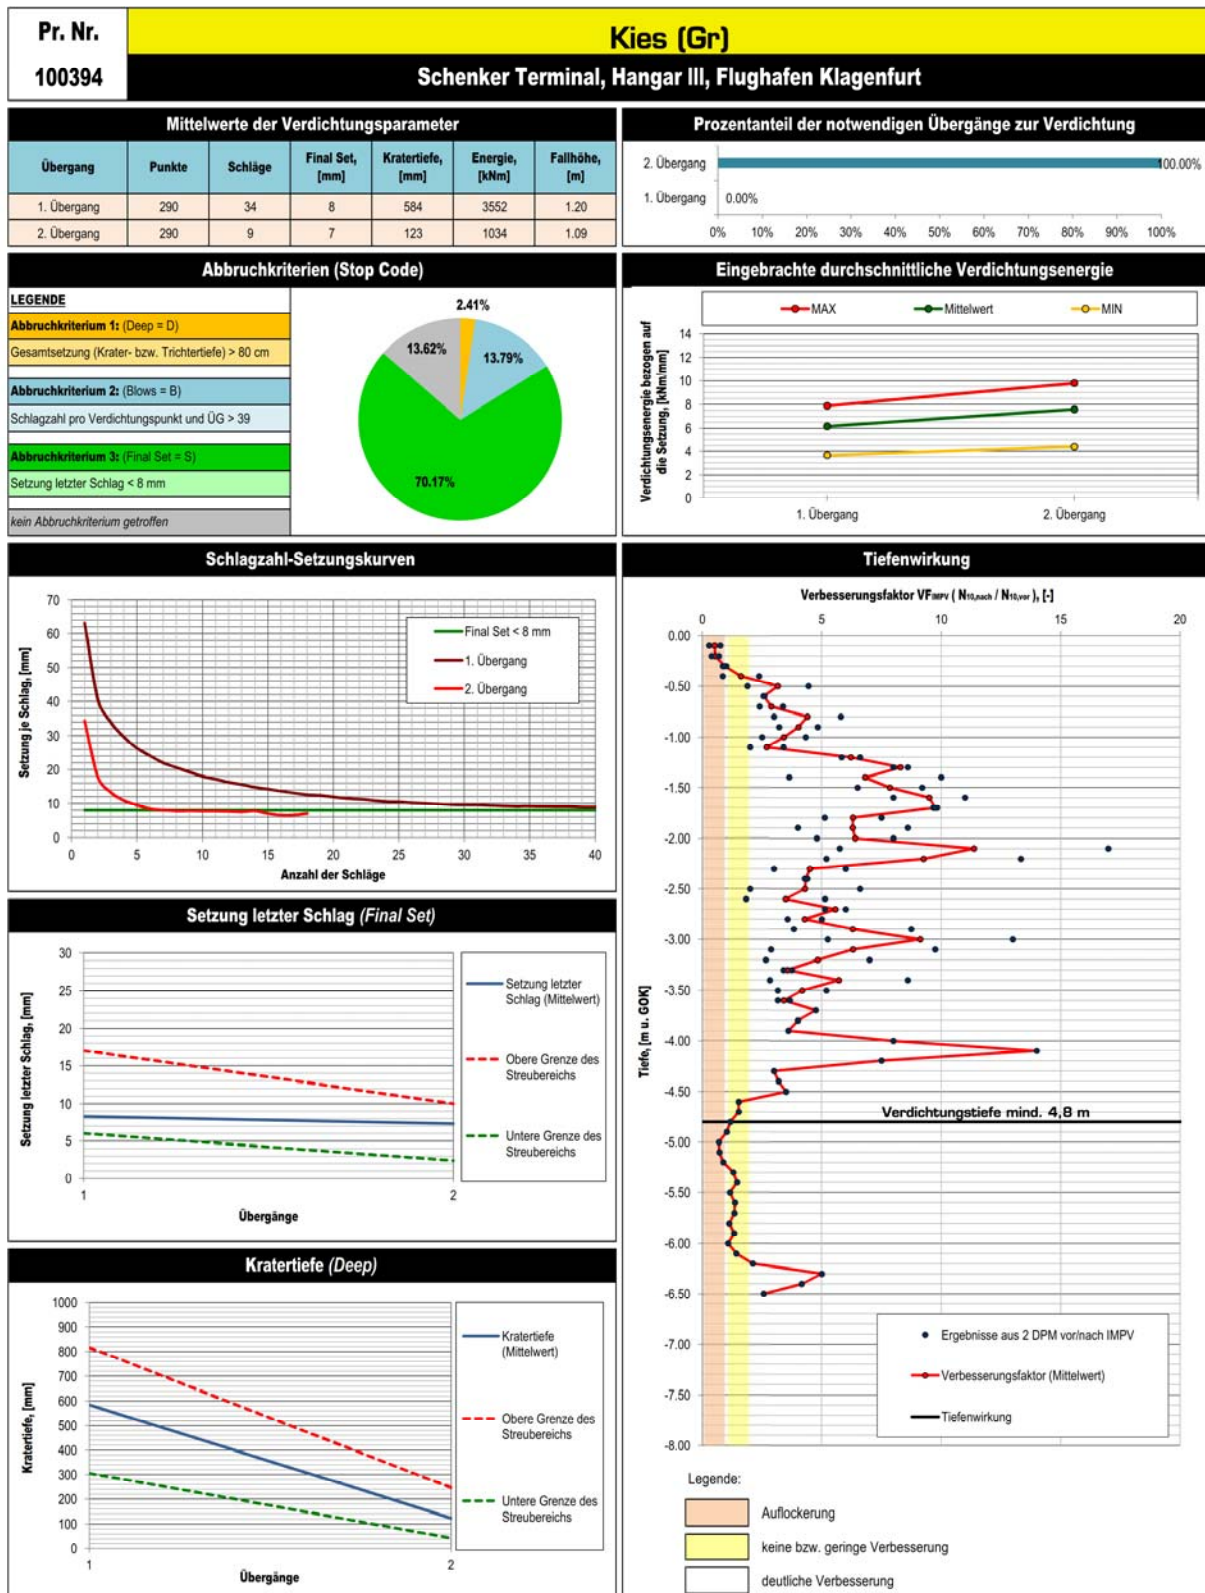 Pr. Nr.
100394
Kies (Gr)
Schenker Terminal, Hangar III, Flughafen Klagenfurt
Mittelwerte der Verdichtungsparameter
Übergang Punkte Schläge Final Set, [mm] Kratertiefe, [mm] Energie, [kNm] Fallhöhe, [m]
1. Übergang 290 34 8 584 3552 1.20
2. Übergang 290 9 7 123 1034 1.09
Prozentanteil der notwendigen Übergänge zur Verdichtung
2. Übergang 100.00%
1. Übergang 0.00%
0% 10% 20% 30% 40% 50% 60% 70% 80% 90% 100%
Abbruchkriterien (Stop Code)
LEGENDE
Abbruchkriterium 1: (Deep = D)
Gesamtsetzung (Krater- bzw. Trichtertiefe) > 80 cm
Abbruchkriterium 2: (Blows = B)
Schlagzahl pro Verdichtungspunkt und ÜG > 39
Abbruchkriterium 3: (Final Set = S)
Setzung letzter Schlag < 8 mm
kein Abbruchkriterium getroffen
2.41%
13.62%
13.79%
70.17%
Eingebrachte durchschnittliche Verdichtungsenergie
MAX Mittelwert MIN
Verdichtungsenergie bezogen auf
die Setzung, [kNm/mm]
14
12
10
8
6
4
2
0
1. Übergang 2. Übergang
Schlagzahl-Setzungskurven
Setzung je Schlag, [mm]
70
60
50
40
30
20
10
0
Final Set < 8 mm
1. Übergang
2. Übergang
0 5 10 15 20 25 30 35 40
Anzahl der Schläge
Setzung letzter Schlag (Final Set)
Setzung letzter Schlag, [mm]
30
25
20
15
10
5
0
1 2
Übergänge
Setzung letzter
Schlag (Mittelwert)
Obere Grenze des
Streubereichs
Untere Grenze des
Streubereichs
Kratertiefe (Deep)
Kratertiefe, [mm]
1000
900
800
700
600
500
400
300
200
100
0
1 2
Übergänge
Kratertiefe
(Mittelwert)
Obere Grenze des
Streubereichs
Untere Grenze des
Streubereichs
Tiefenwirkung
Verbesserungsfaktor VFIMPV ( N10,nach / N10,vor ), [-]
0 5 10 15 20
Tiefe, [m u. GOK]
0.00
-0.50
-1.00
-1.50
-2.00
-2.50
-3.00
-3.50
-4.00
-4.50
-5.00
-5.50
-6.00
-6.50
-7.00
-7.50
-8.00
Verdichtungstiefe mind. 4,8 m
Ergebnisse aus 2 DPM vor/nach IMPV
Verbesserungsfaktor (Mittelwert)
Tiefenwirkung
Legende:
Auflockerung
keine bzw. geringe Verbesserung
deutliche Verbesserung